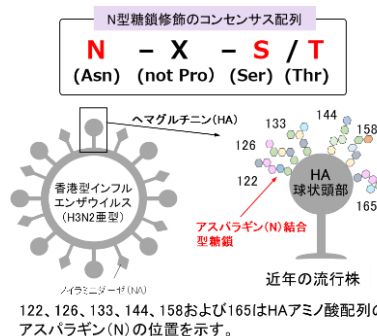 N型糖鎖修飾のコンセンサス配列
N – X – S / T
(Asn) (not Pro) (Ser) (Thr)
ヘマグルチニン(HA)
144
133
158
126
122
165
香港型インフル
エンザウイルス
(H3N2亜型)
HA
球状頭部
アスパラギン(N)結合
型糖鎖
ノイラミニダーゼ(NA)
近年の流行株
122、126、133、144、158および165はHAアミノ酸配列の
アスパラギン(N)の位置を示す。